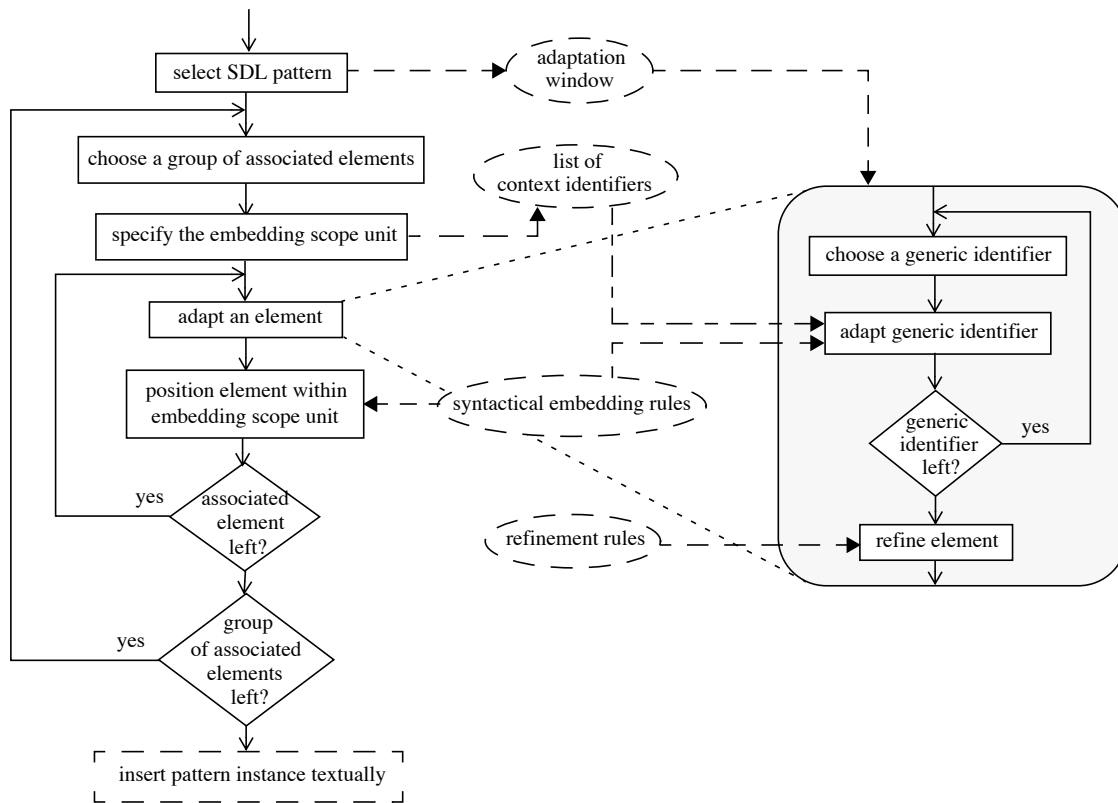 select SDL pattern
adaptation
window
choose a group of associated elements
list of
context identifiers
specify the embedding scope unit
choose a generic identifier
adapt an element
adapt generic identifier
position element within
embedding scope unit
syntactical embedding rules
generic
identifier
left?
yes
yes
associated
element
left?
refinement rules
refine element
yes
group
of associated
elements
left?
insert pattern instance textually